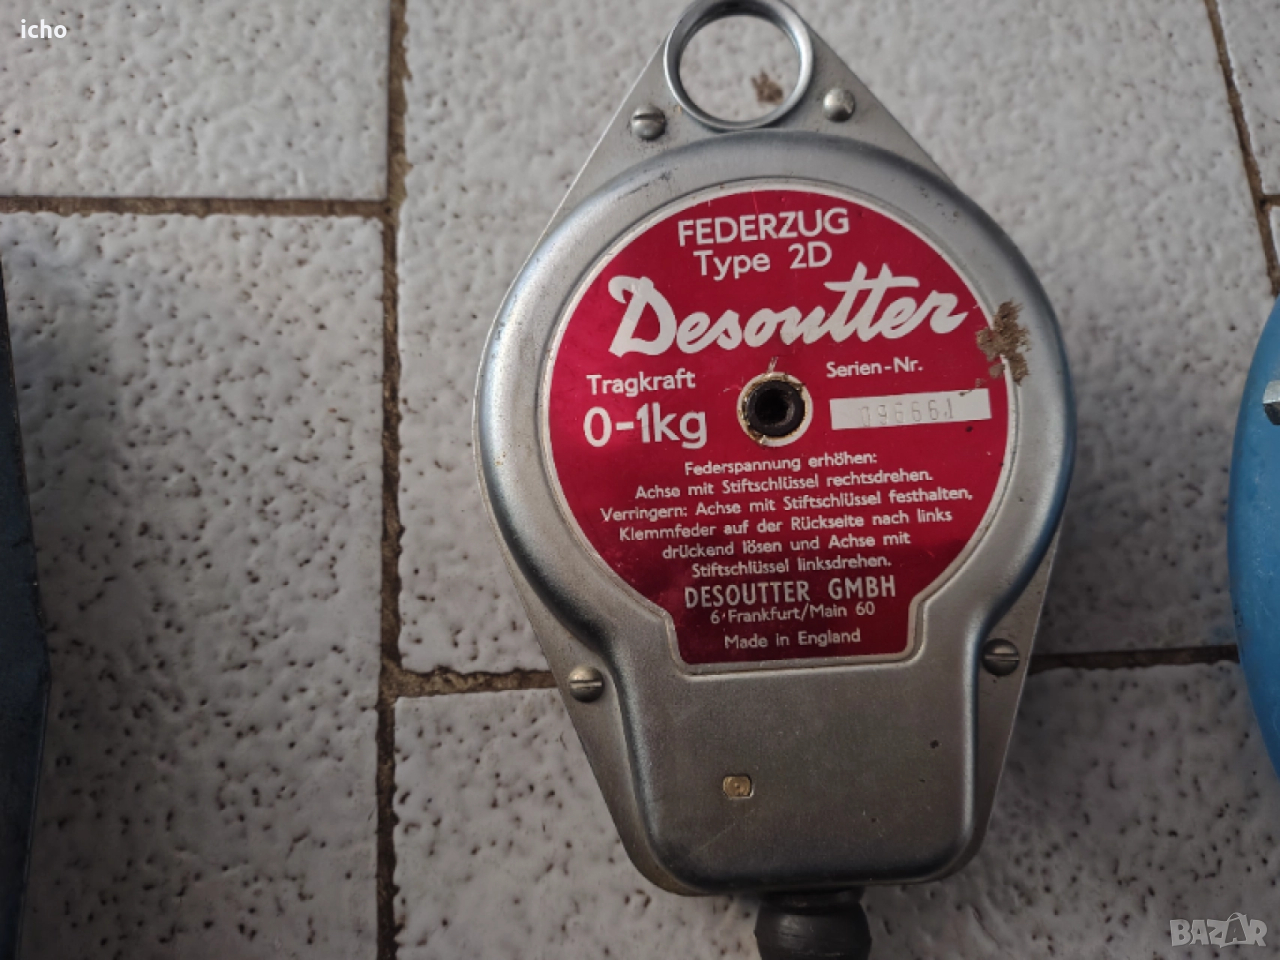 icho
FEDERZUG
Type 2D
Desoutter
Tragkraft
0-1kg
Serien-Nr.
Federspannung erhöhen:
Achse mit Stiftschlüssel rechtsdrehen.
Verringern: Achse mit Stiftschlüssel festhalten,
Klemmfeder auf der Rückseite nach links
drückend lösen und Achse mit
Stiftschlüssel linksdrehen.
DESOUTTER GMBH
6 Frankfurt/Main 60
Made in England
BAZAR